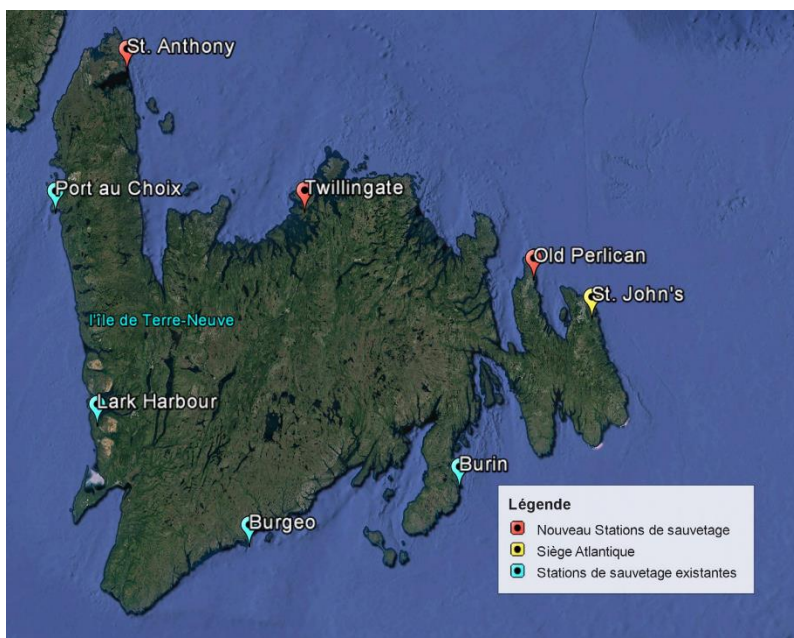 St. Anthony
Port au Choix
Twillingate
Old Perlican
St. John's
l'île de Terre-Neuve
Lark Harbour
Burin
Burgeo
Légende
Nouveau Stations de sauvetage
Siège Atlantique
Stations de sauvetage existantes